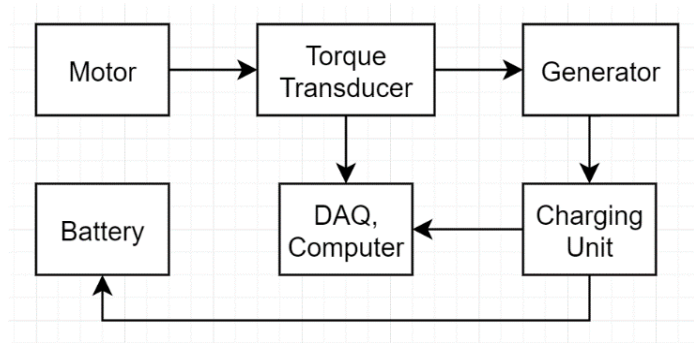 Motor
Torque
Transducer
Generator
Battery
DAQ,
Computer
Charging
Unit